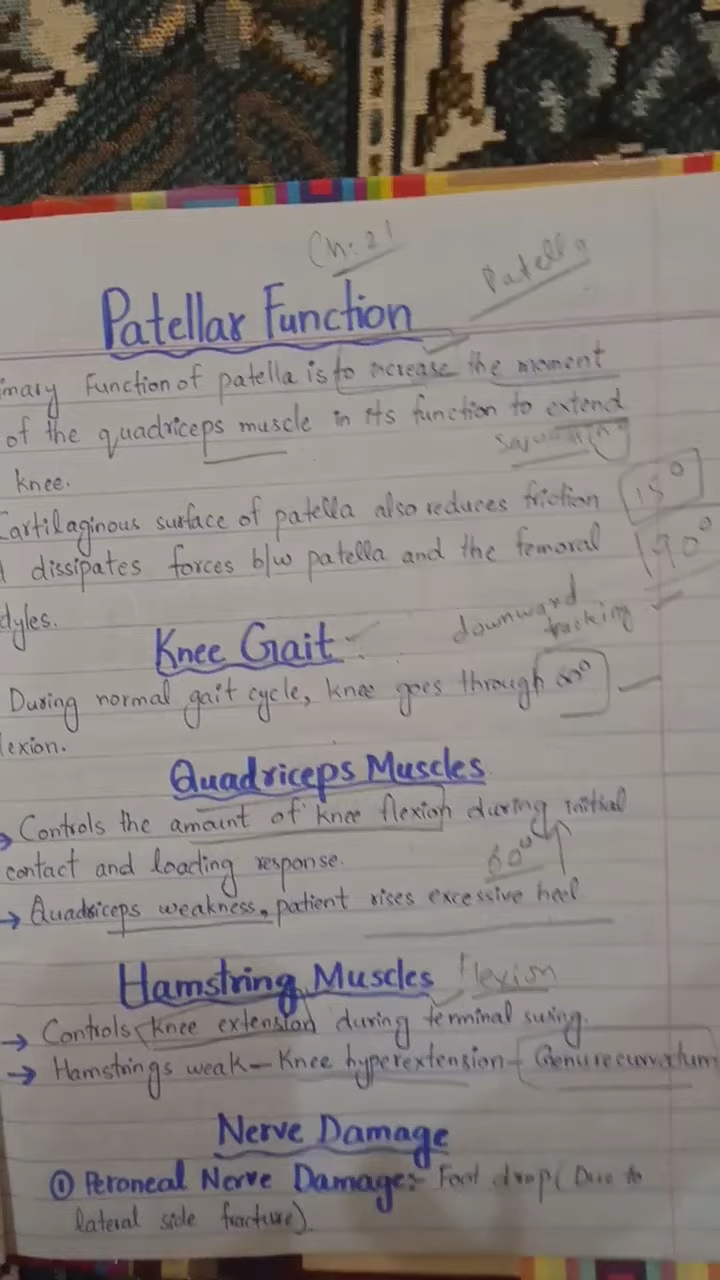 Ch: 21
Patella
Patellar Function
imary Function of patella is to increase the moment
of the quadriceps muscle in its function to extend
knee.
15°
Cartilaginous surface of patella also reduces friction
90°
dissipates forces b/w patella and the femoral
dyles.
downward
tracking
Knee Gait
During normal gait cycle, knee goes through 60°
lexion.
Quadriceps Muscles
→ Controls the amount of knee flexion during initial
contact and loading response.
60°
→ Quadriceps weakness, patient rises excessive heel
Hamstring Muscles flexion
→ Controls knee extension during terminal swing.
→ Hamstrings weak – Knee hyperextension – Genu recurvatum
Nerve Damage
① Peroneal Nerve Damage:- Foot drop (Due to
lateral side fracture).